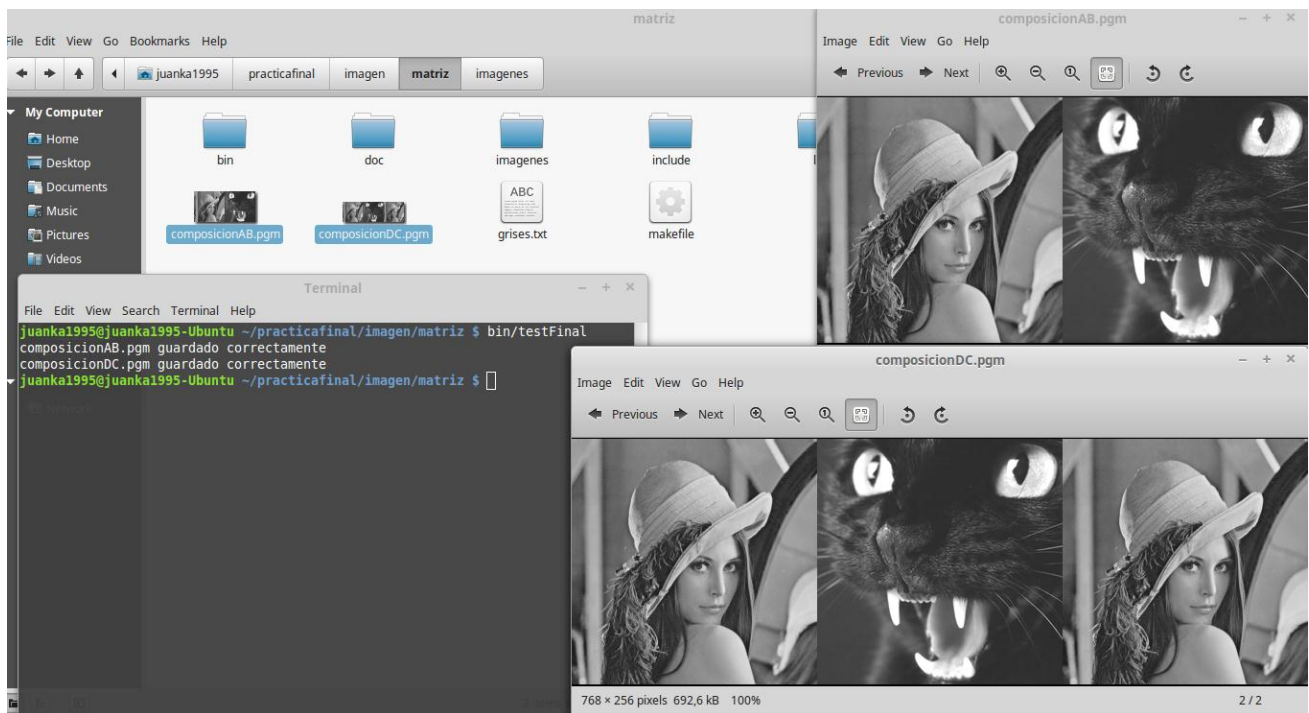 matriz
File Edit View Go Bookmarks Help
juanka1995 practicafinal imagen matriz imagenes
My Computer
Home
Desktop
Documents
Music
Pictures
Videos
bin doc imagenes include
ABC
composicionAB.pgm composicionDC.pgm grises.txt makefile
composicionAB.pgm
Image Edit View Go Help
Previous Next
Terminal
File Edit View Search Terminal Help
juanka1995@juanka1995-Ubuntu ~/practicafinal/imagen/matriz $ bin/testFinal
composicionAB.pgm guardado correctamente
composicionDC.pgm guardado correctamente
juanka1995@juanka1995-Ubuntu ~/practicafinal/imagen/matriz $
composicionDC.pgm
Image Edit View Go Help
Previous Next
768 × 256 pixels 692,6 kB 100%
2 / 2